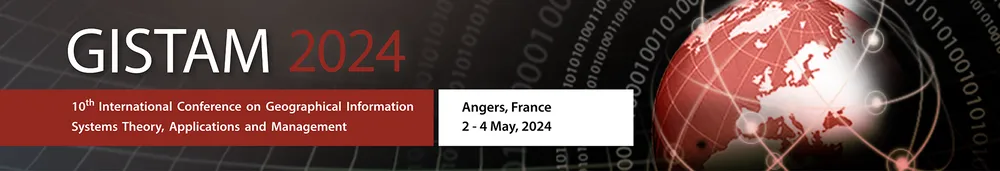 GISTAM 2024
10th International Conference on Geographical Information
Systems Theory, Applications and Management
Angers, France
2 - 4 May, 2024